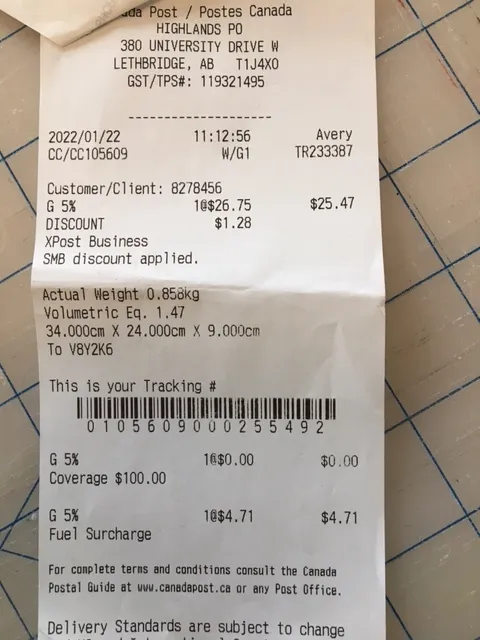 Post / Postes Canada
HIGHLANDS PO
380 UNIVERSITY DRIVE W
LETHBRIDGE, AB T1J4X0
GST/TPS#: 119321495
--------------------
2022/01/22 11:12:56 Avery
CC/CC105609 W/G1 TR233387
Customer/Client: 8278456
G 5% 1@$26.75 $25.47
DISCOUNT $1.28
XPost Business
SMB discount applied.
Actual Weight 0.858kg
Volumetric Eq. 1.47
34.000cm X 24.000cm X 9.000cm
To V8Y2K6
This is your Tracking #
0105609000255492
G 5% 1@$0.00 $0.00
Coverage $100.00
G 5% 1@$4.71 $4.71
Fuel Surcharge
For complete terms and conditions consult the Canada
Postal Guide at www.canadapost.ca or any Post Office.
Delivery Standards are subject to change